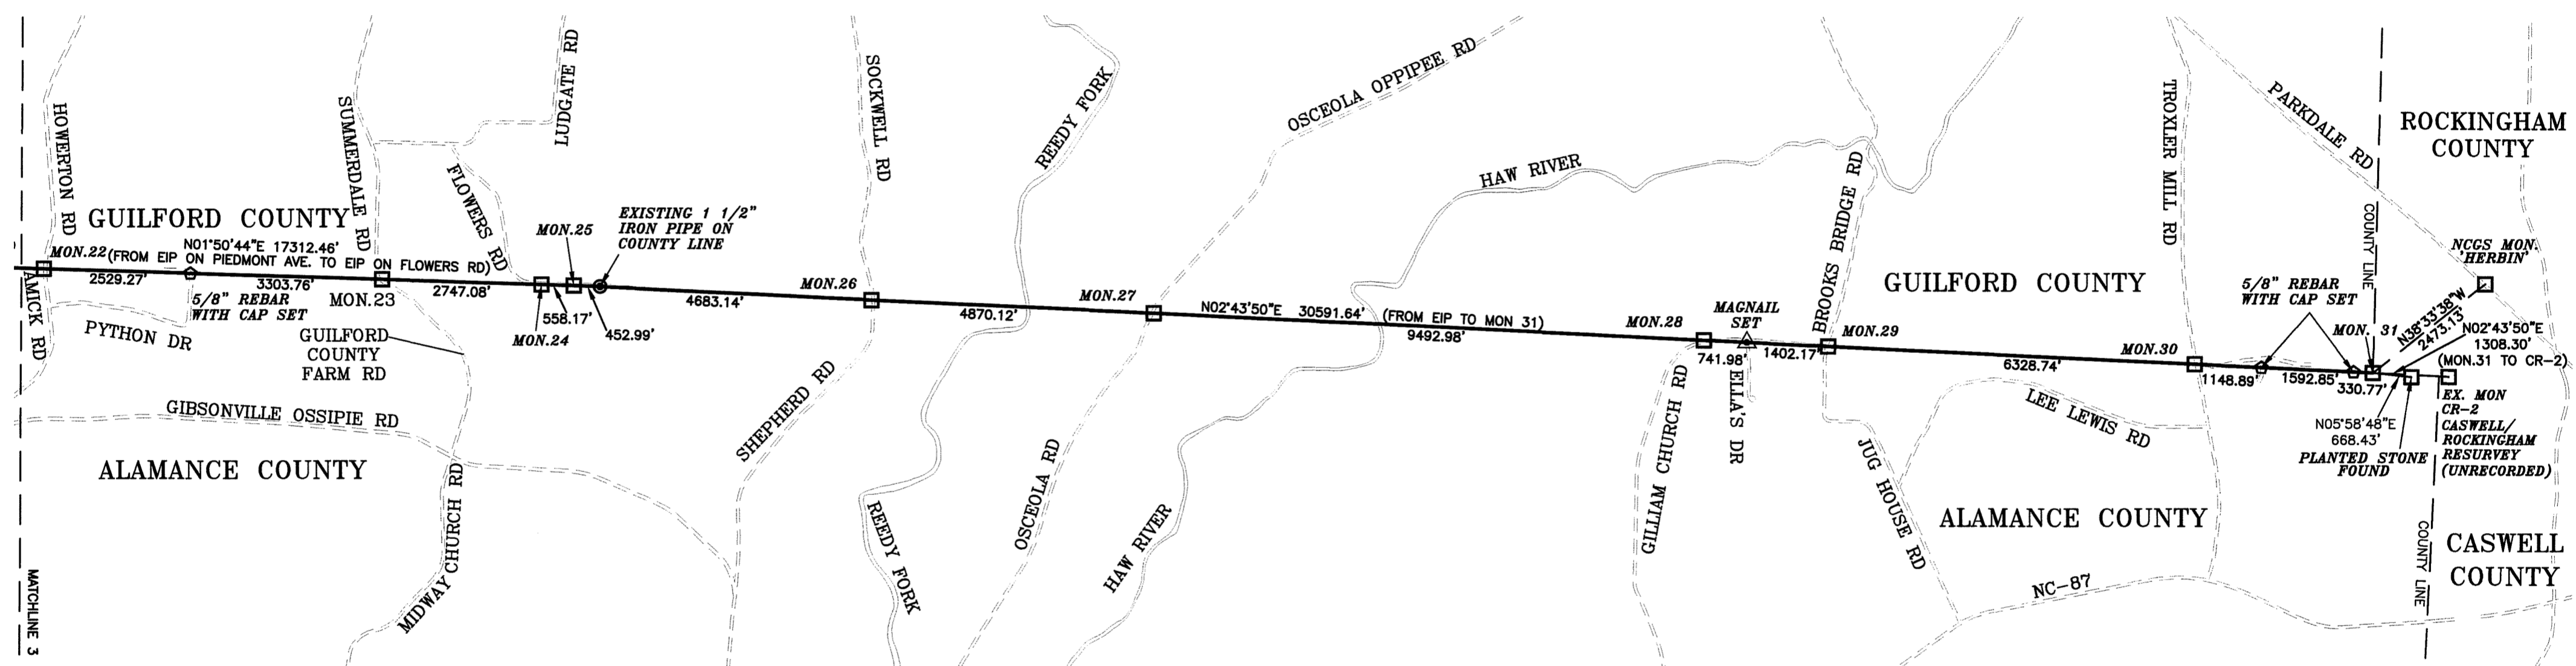 HOWERTON RD
SUMMERDALE RD
LUDGATE RD
FLOWERS RD
SOCKWELL RD
REEDY FORK
OSCEOLA OPPIPEE RD
HAW RIVER
BROOKS BRIDGE RD
TROXLER MILL RD
PARKDALE RD
ROCKINGHAM
COUNTY
GUILFORD COUNTY
MON.22
N01°50'44"E 17312.46'
(FROM EIP ON PIEDMONT AVE. TO EIP ON FLOWERS RD)
2529.27'
3303.76'
5/8" REBAR
WITH CAP SET
MON.23
2747.08'
MON.24
558.17'
MON.25
452.99'
EXISTING 1 1/2"
IRON PIPE ON
COUNTY LINE
4683.14'
MON.26
4870.12'
MON.27
N02°43'50"E 30591.64' (FROM EIP TO MON 31)
9492.98'
MON.28
741.98'
MAGNAIL
SET
1402.17'
MON.29
GUILFORD COUNTY
6328.74'
MON.30
1148.89'
5/8" REBAR
WITH CAP SET
1592.85'
330.77'
MON. 31
COUNTY LINE
NCGS MON.
'HERBIN'
N38°33'38"W
2473.13'
N02°43'50"E
1308.30'
(MON.31 TO CR-2)
EX. MON
CR-2
CASWELL/
ROCKINGHAM
RESURVEY
(UNRECORDED)
N05°58'48"E
668.43'
PLANTED STONE
FOUND
AMICK RD
PYTHON DR
GUILFORD
COUNTY
FARM RD
GIBSONVILLE OSSIPIE RD
ALAMANCE COUNTY
MIDWAY CHURCH RD
SHEPHERD RD
REEDY FORK
OSCEOLA RD
HAW RIVER
GILLIAM CHURCH RD
ELLA'S DR
JUG HOUSE RD
LEE LEWIS RD
ALAMANCE COUNTY
NC-87
COUNTY LINE
CASWELL
COUNTY
MATCHLINE 3